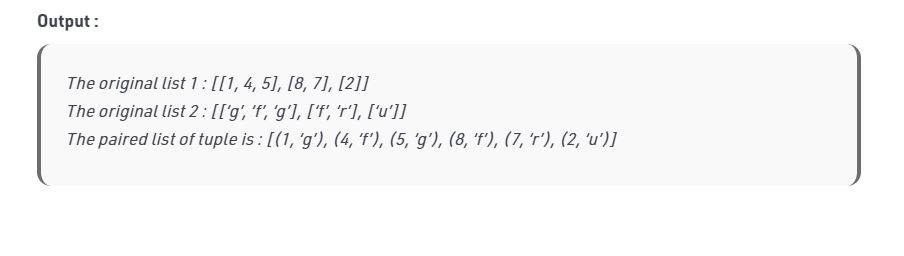 Output :
The original list 1 : [[1, 4, 5], [8, 7], [2]]
The original list 2 : [[‘g’, ‘f’, ‘g’], [‘f’, ‘r’], [‘u’]]
The paired list of tuple is : [(1, ‘g’), (4, ‘f’), (5, ‘g’), (8, ‘f’), (7, ‘r’), (2, ‘u’)]